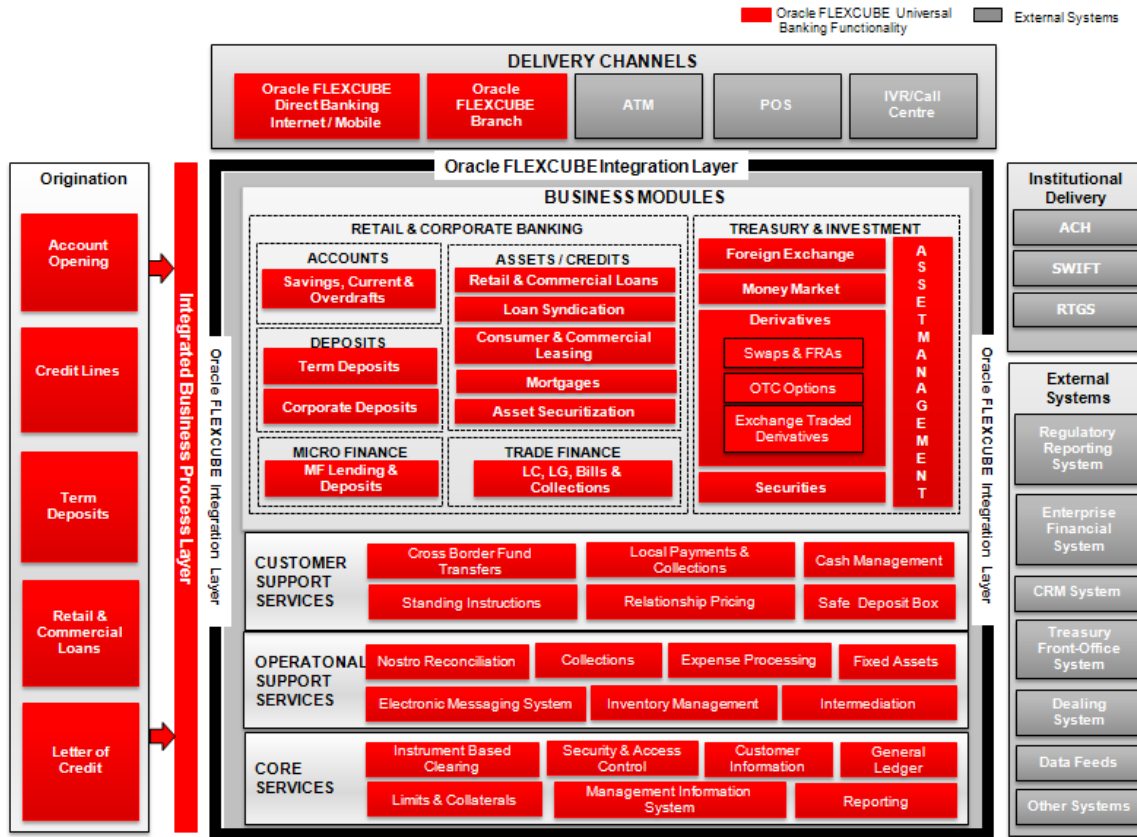 Oracle FLEXCUBE Universal
Banking Functionality
External Systems
DELIVERY CHANNELS
Oracle FLEXCUBE
Direct Banking
Internet / Mobile
Oracle
FLEXCUBE
Branch
ATM
POS
IVR/Call
Centre
Origination
Account
Opening
Credit Lines
Term
Deposits
Retail &
Commercial
Loans
Letter of
Credit
Integrated Business Process Layer
Oracle FLEXCUBE Integration Layer
Oracle FLEXCUBE Integration Layer
BUSINESS MODULES
RETAIL & CORPORATE BANKING
ACCOUNTS
Savings, Current &
Overdrafts
DEPOSITS
Term Deposits
Corporate Deposits
MICRO FINANCE
MF Lending &
Deposits
ASSETS / CREDITS
Retail & Commercial Loans
Loan Syndication
Consumer & Commercial
Leasing
Mortgages
Asset Securitization
TRADE FINANCE
LC, LG, Bills &
Collections
TREASURY & INVESTMENT
Foreign Exchange
Money Market
Derivatives
Swaps & FRAs
OTC Options
Exchange Traded
Derivatives
Securities
ASSET MANAGEMENT
CUSTOMER
SUPPORT
SERVICES
Cross Border Fund
Transfers
Local Payments &
Collections
Cash Management
Standing Instructions
Relationship Pricing
Safe Deposit Box
OPERATONAL
SUPPORT
SERVICES
Nostro Reconciliation
Collections
Expense Processing
Fixed Assets
Electronic Messaging System
Inventory Management
Intermediation
CORE
SERVICES
Instrument Based
Clearing
Security & Access
Control
Customer
Information
General
Ledger
Limits & Collaterals
Management Information
System
Reporting
Oracle FLEXCUBE Integration Layer
Institutional
Delivery
ACH
SWIFT
RTGS
External
Systems
Regulatory
Reporting
System
Enterprise
Financial
System
CRM System
Treasury
Front-Office
System
Dealing
System
Data Feeds
Other Systems